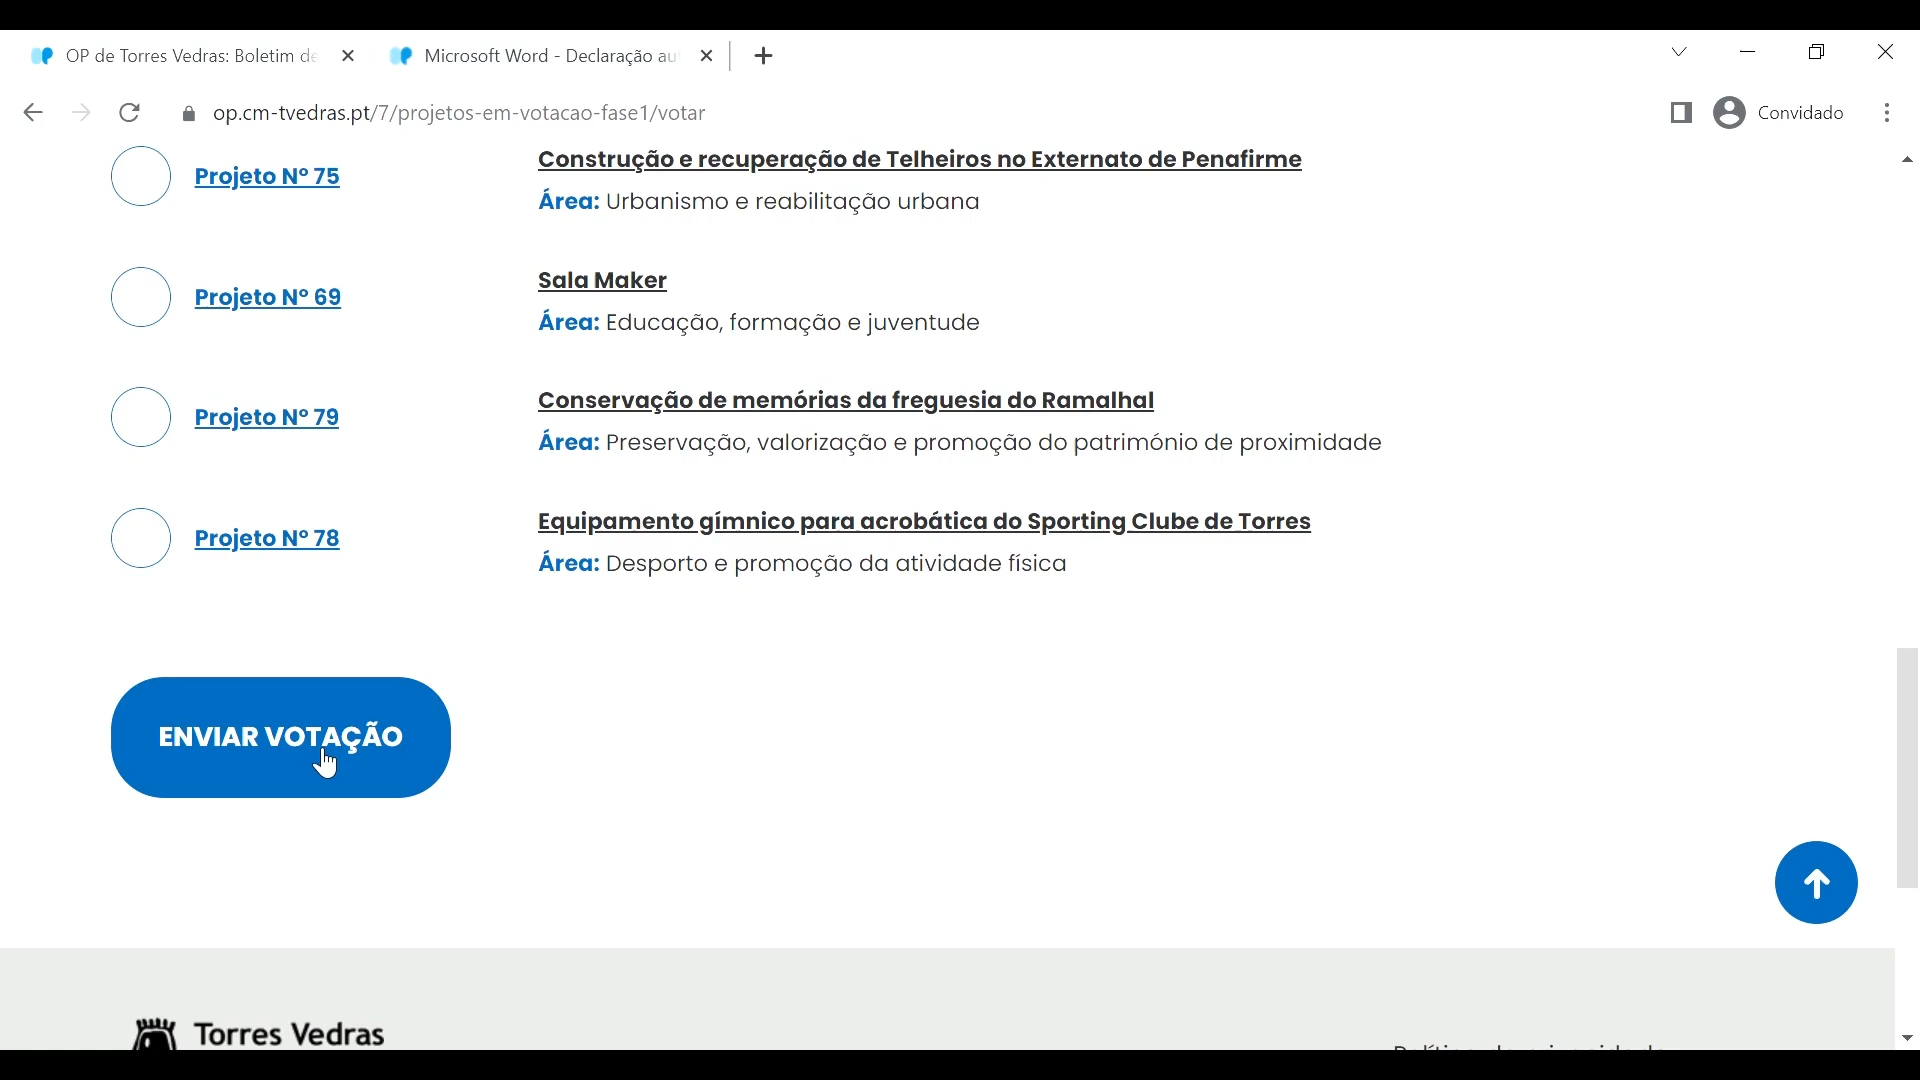 OP de Torres Vedras: Boletim de
Microsoft Word - Declaração au
op.cm-tvedras.pt/7/projetos-em-votacao-fase1/votar
Convidado
Projeto Nº 75
Construção e recuperação de Telheiros no Externato de Penafirme
Área: Urbanismo e reabilitação urbana
Projeto Nº 69
Sala Maker
Área: Educação, formação e juventude
Projeto Nº 79
Conservação de memórias da freguesia do Ramalhal
Área: Preservação, valorização e promoção do património de proximidade
Projeto Nº 78
Equipamento gímnico para acrobática do Sporting Clube de Torres
Área: Desporto e promoção da atividade física
ENVIAR VOTAÇÃO
Torres Vedras